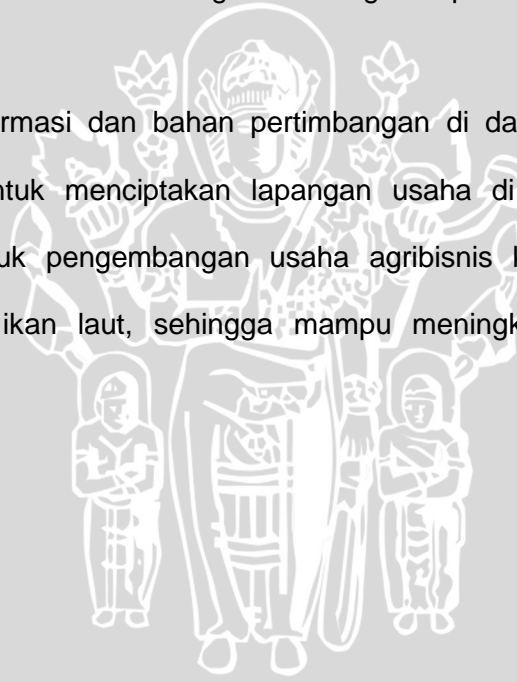 rmasi dan bahan pertimbangan di da
ntuk menciptakan lapangan usaha di
uk pengembangan usaha agribisnis
ikan laut, sehingga mampu meningk